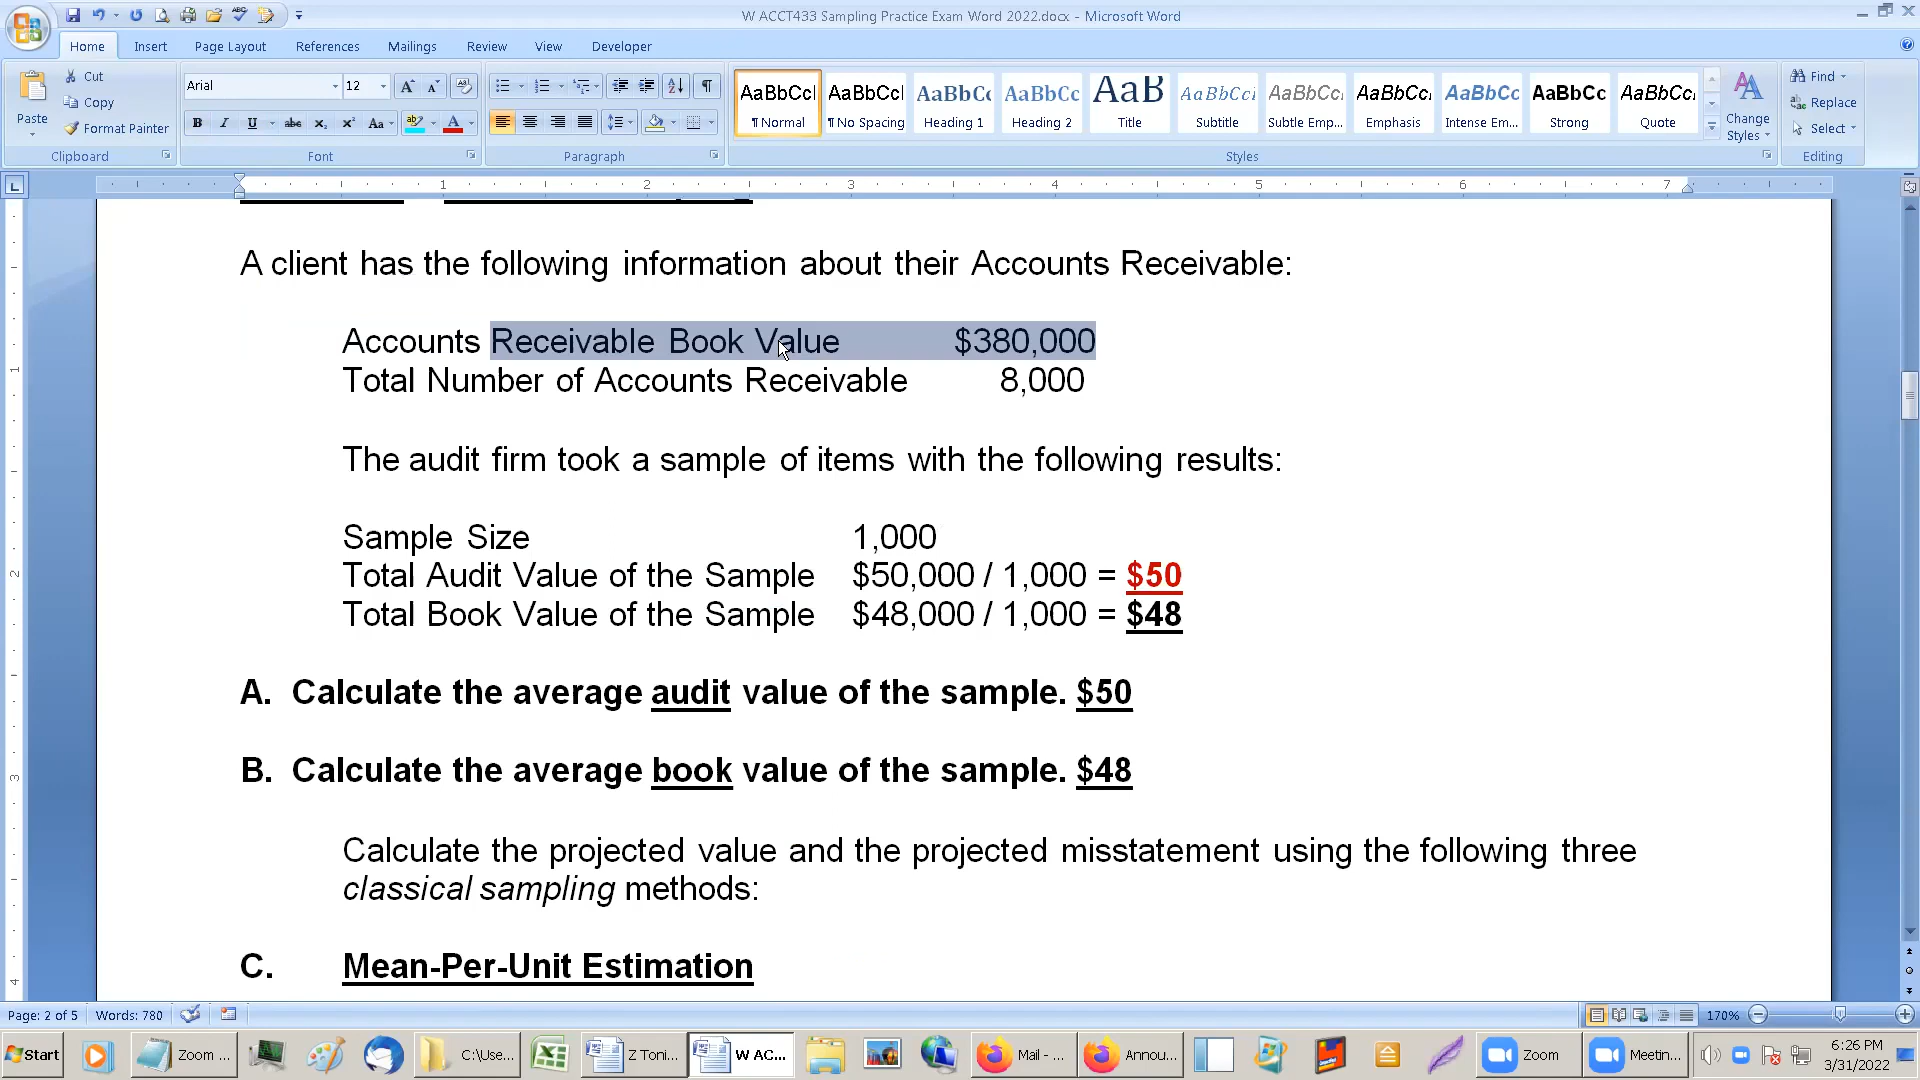 W ACCT433 Sampling Practice Exam Word 2022.docx - Microsoft Word
Home Insert Page Layout References Mailings Review View Developer
Paste
Cut
Copy
Format Painter
Clipboard
Arial 12
Font
Paragraph
AaBbCcI AaBbCcI AaBbCc AaBbCc AaB AaBbCcI AaBbCcI AaBbCcI AaBbCc AaBbCc AaBbCcI
¶ Normal ¶ No Spacing Heading 1 Heading 2 Title Subtitle Subtle Emp... Emphasis Intense Em... Strong Quote
Change Styles
Styles
Find
Replace
Select
Editing
1 2 3 4 5 6 7
A client has the following information about their Accounts Receivable:
Accounts Receivable Book Value $380,000
Total Number of Accounts Receivable 8,000
The audit firm took a sample of items with the following results:
Sample Size 1,000
Total Audit Value of the Sample $50,000 / 1,000 = $50
Total Book Value of the Sample $48,000 / 1,000 = $48
A. Calculate the average audit value of the sample. $50
B. Calculate the average book value of the sample. $48
Calculate the projected value and the projected misstatement using the following three
classical sampling methods:
C. Mean-Per-Unit Estimation
Page: 2 of 5 Words: 780 170%
Start Zoom ... C:\Use... Z Toni... W AC... Mail - ... Annou... Zoom Meetin... 6:26 PM
3/31/2022